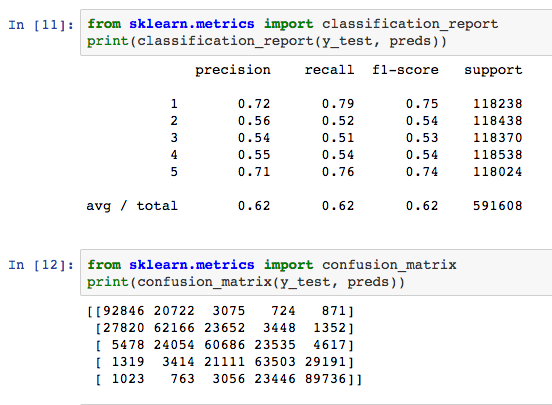 In [11]: from sklearn.metrics import classification_report
print(classification_report(y_test, preds))
precision recall f1-score support
1 0.72 0.79 0.75 118238
2 0.56 0.52 0.54 118438
3 0.54 0.51 0.53 118370
4 0.55 0.54 0.54 118538
5 0.71 0.76 0.74 118024
avg / total 0.62 0.62 0.62 591608
In [12]: from sklearn.metrics import confusion_matrix
print(confusion_matrix(y_test, preds))
[[92846 20722 3075 724 871]
[27820 62166 23652 3448 1352]
[ 5478 24054 60686 23535 4617]
[ 1319 3414 21111 63503 29191]
[ 1023 763 3056 23446 89736]]